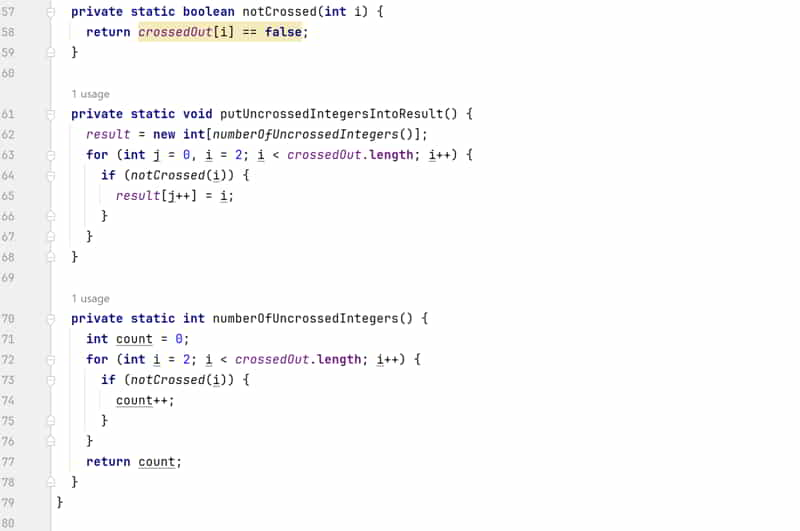 57 private static boolean notCrossed(int i) {
58 return crossedOut[i] == false;
59 }
60
1 usage
61 private static void putUncrossedIntegersIntoResult() {
62 result = new int[numberOfUncrossedIntegers()];
63 for (int j = 0, i = 2; i < crossedOut.length; i++) {
64 if (notCrossed(i)) {
65 result[j++] = i;
66 }
67 }
68 }
69
1 usage
70 private static int numberOfUncrossedIntegers() {
71 int count = 0;
72 for (int i = 2; i < crossedOut.length; i++) {
73 if (notCrossed(i)) {
74 count++;
75 }
76 }
77 return count;
78 }
79 }
80